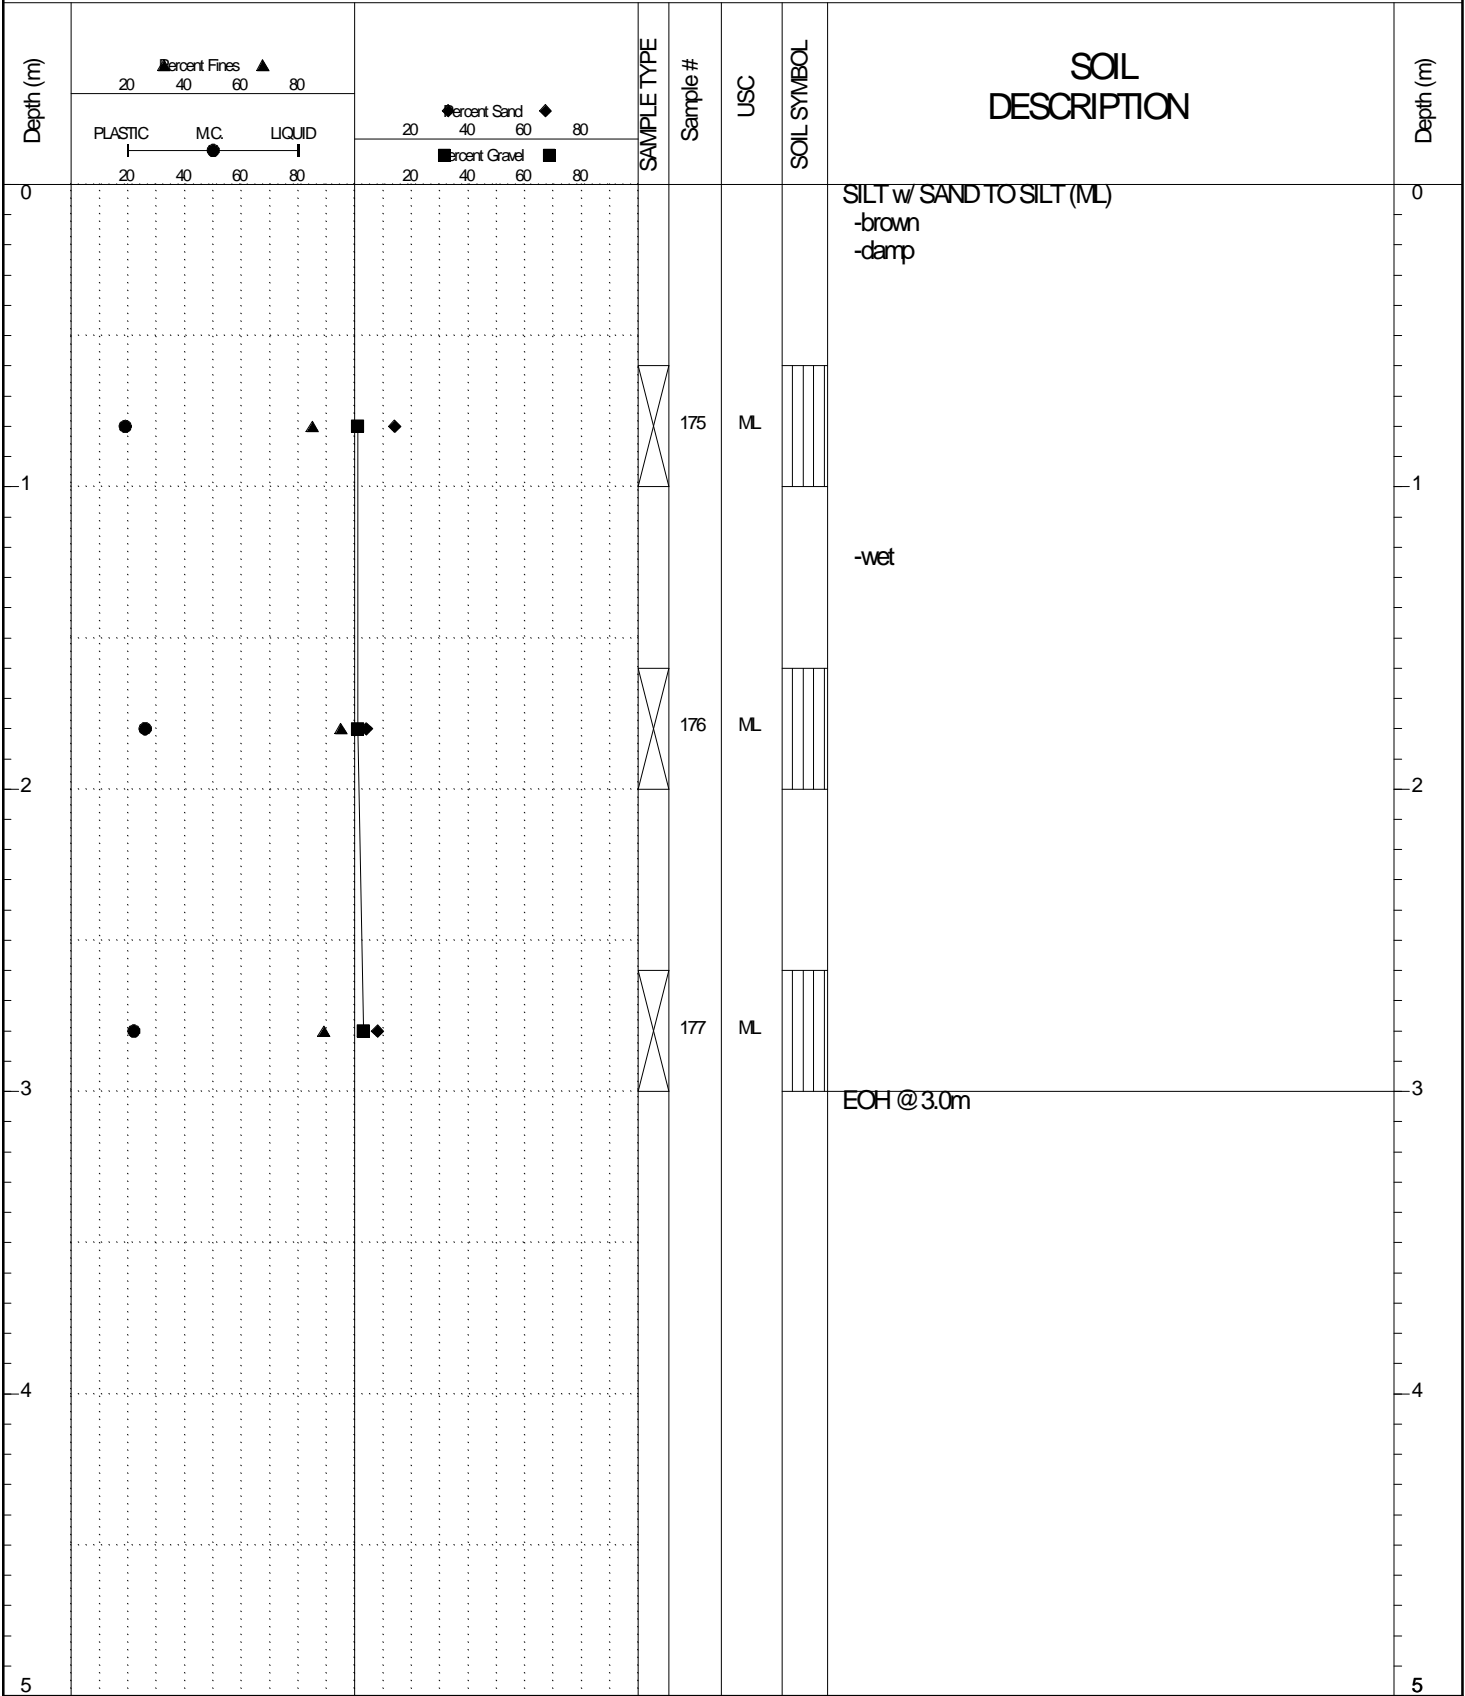 Depth (m)
Percent Fines
20 40 60 80
PLASTIC M.C. LIQUID
20 40 60 80
Percent Sand
20 40 60 80
Percent Gravel
20 40 60 80
SAMPLE TYPE
Sample #
USC
SOIL SYMBOL
SOIL
DESCRIPTION
Depth (m)
0 SILT w/ SAND TO SILT (ML) 0
-brown
-damp
175 ML
1 1
-wet
176 ML
2 2
177 ML
3 3
EOH @ 3.0m
4 4
5 5